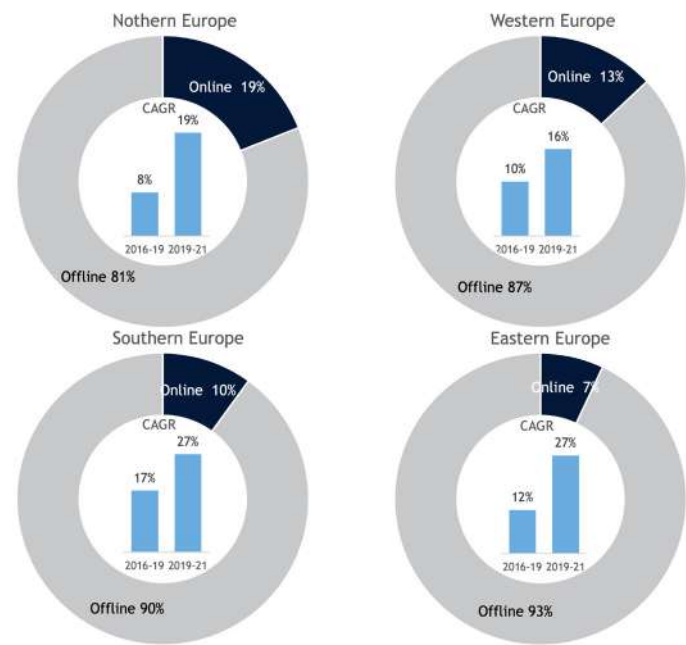 Nothern Europe
Online 19%
CAGR
19%
8%
2016-19 2019-21
Offline 81%
Western Europe
Online 13%
CAGR
16%
10%
2016-19 2019-21
Offline 87%
Southern Europe
Online 10%
CAGR
27%
17%
2016-19 2019-21
Offline 90%
Eastern Europe
Online 7%
CAGR
27%
12%
2016-19 2019-21
Offline 93%